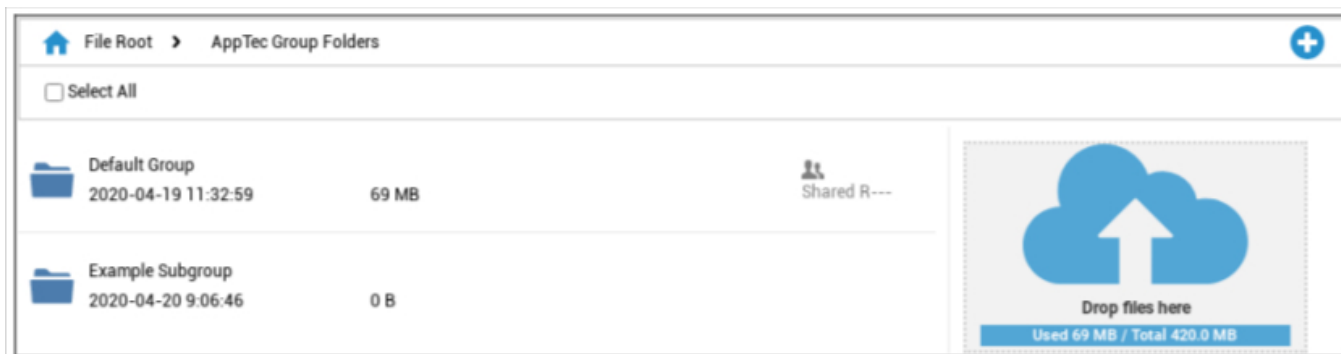 File Root > AppTec Group Folders
Select All
Default Group
2020-04-19 11:32:59 69 MB
Shared R---
Example Subgroup
2020-04-20 9:06:46 0 B
Drop files here
Used 69 MB / Total 420.0 MB